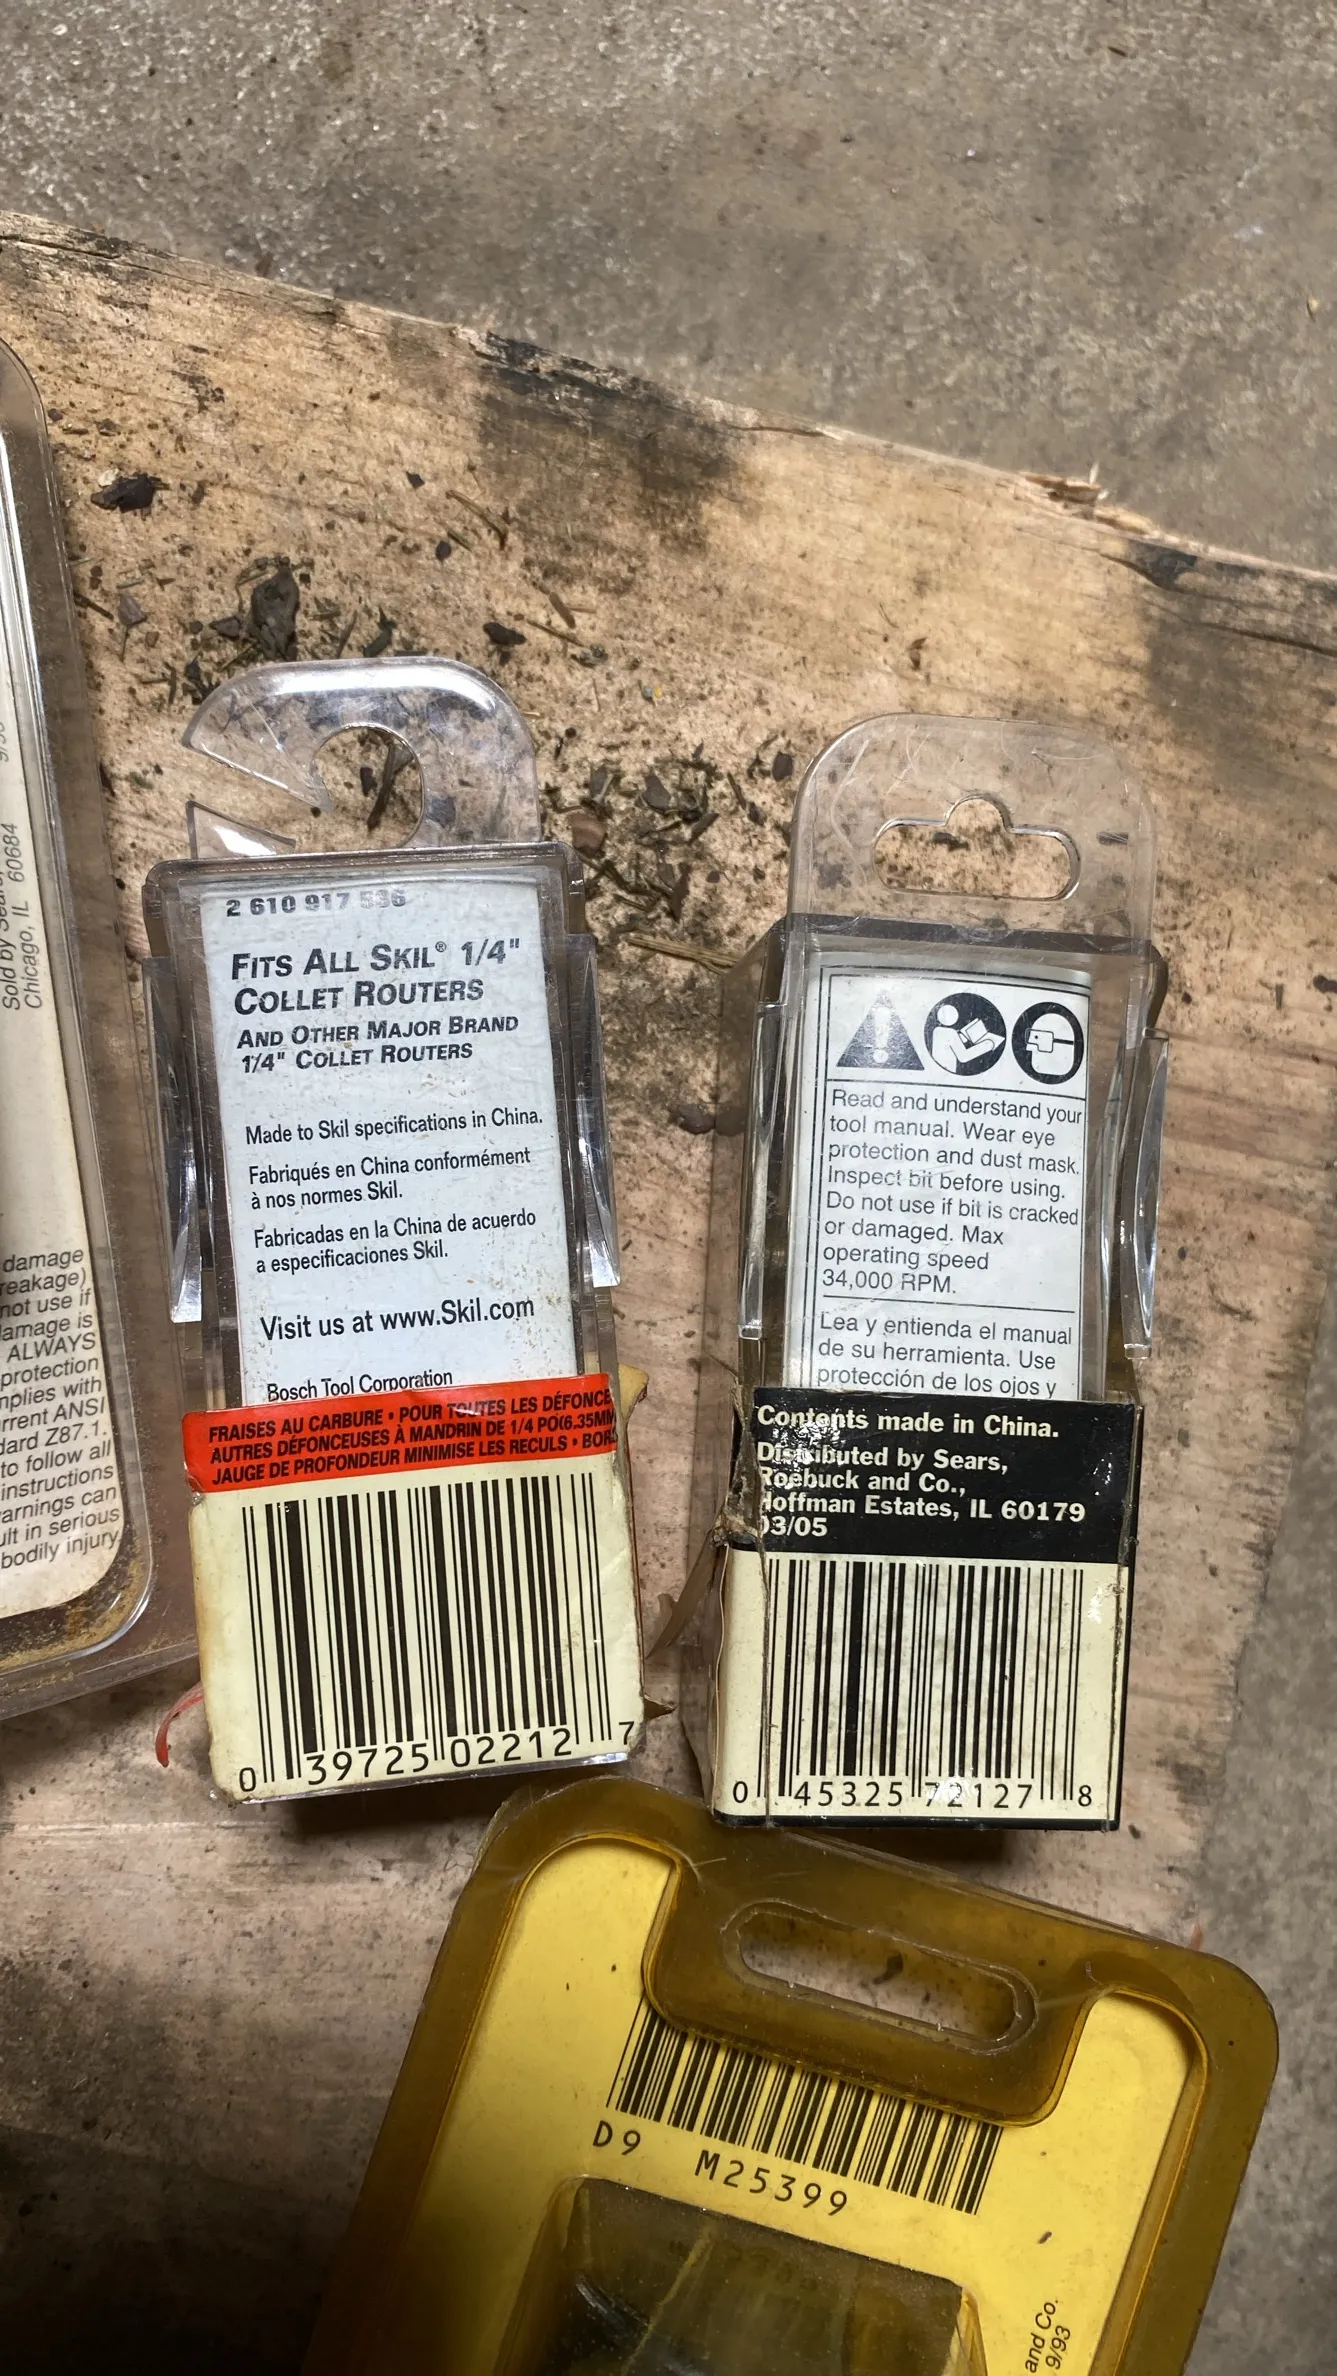 Sold by Sears,
Chicago, IL 60684
damage
reakage)
not use if
damage is
ALWAYS
protection
mplies with
rrent ANSI
dard Z87.1.
to follow all
instructions
arnings can
ult in serious
bodily injury
2 610 917 536
FITS ALL SKIL® 1/4"
COLLET ROUTERS
AND OTHER MAJOR BRAND
1/4" COLLET ROUTERS
Made to Skil specifications in China.
Fabriqués en China conformément
à nos normes Skil.
Fabricadas en la China de acuerdo
a especificaciones Skil.
Visit us at www.Skil.com
Bosch Tool Corporation
FRAISES AU CARBURE • POUR TOUTES LES DÉFONCE
AUTRES DÉFONCEUSES À MANDRIN DE 1/4 PO(6.35MM
JAUGE DE PROFONDEUR MINIMISE LES RECULS • BOR
0 39725 02212 7
Read and understand your
tool manual. Wear eye
protection and dust mask.
Inspect bit before using.
Do not use if bit is cracked
or damaged. Max
operating speed
34,000 RPM.
Lea y entienda el manual
de su herramienta. Use
protección de los ojos y
Contents made in China.
Distributed by Sears,
Roebuck and Co.,
Hoffman Estates, IL 60179
03/05
0 45325 72127 8
D9 M25399
and Co.
9/93